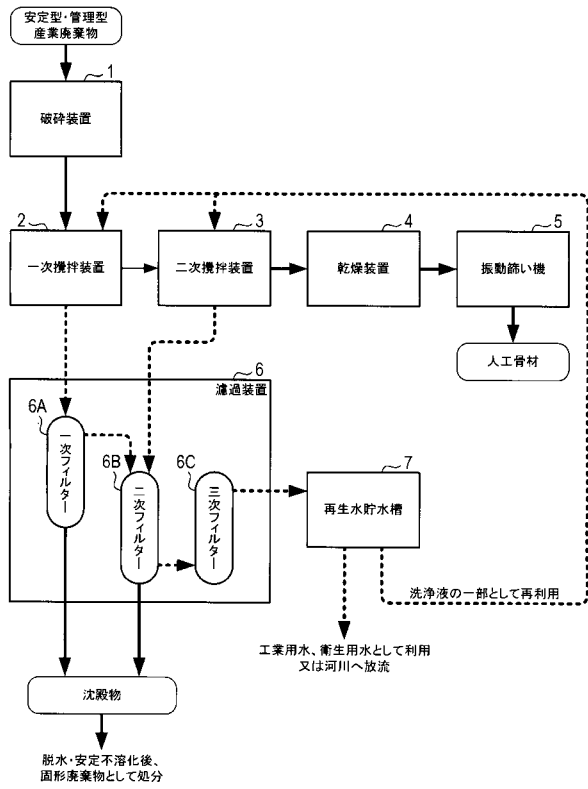 安定型・管理型
産業廃棄物
1
破砕装置
2
一次攪拌装置
3
二次攪拌装置
4
乾燥装置
5
振動篩い機
人工骨材
6
濾過装置
6A
一次フィルター
6B
二次フィルター
6C
三次フィルター
7
再生水貯水槽
洗浄液の一部として再利用
工業用水、衛生用水として利用
又は河川へ放流
沈殿物
脱水・安定不溶化後、
固形廃棄物として処分